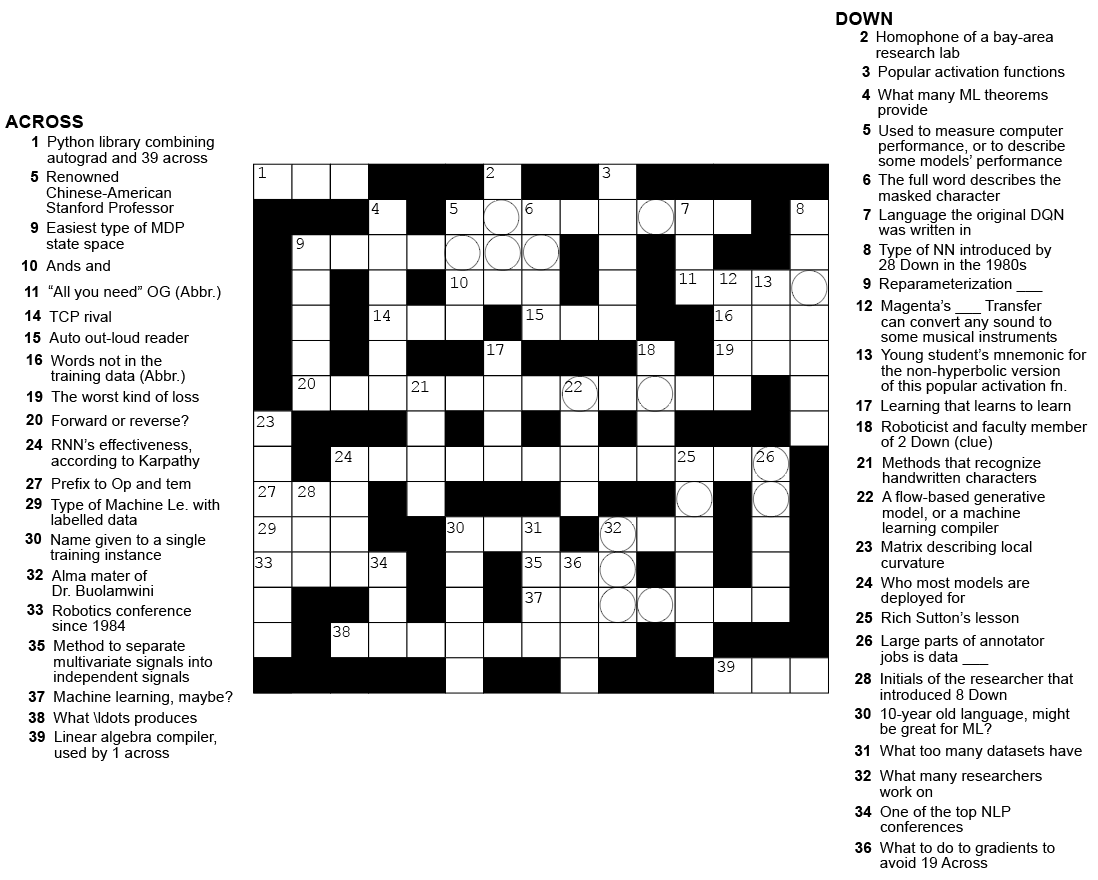 ACROSS
1 Python library combining
autograd and 39 across
5 Renowned
Chinese-American
Stanford Professor
9 Easiest type of MDP
state space
10 Ands and
11 “All you need” OG (Abbr.)
14 TCP rival
15 Auto out-loud reader
16 Words not in the
training data (Abbr.)
19 The worst kind of loss
20 Forward or reverse?
24 RNN’s effectiveness,
according to Karpathy
27 Prefix to Op and tem
29 Type of Machine Le. with
labelled data
30 Name given to a single
training instance
32 Alma mater of
Dr. Buolamwini
33 Robotics conference
since 1984
35 Method to separate
multivariate signals into
independent signals
37 Machine learning, maybe?
38 What \ldots produces
39 Linear algebra compiler,
used by 1 across
1 2 3
4 5 6 7 8
9
10 11 12 13
14 15 16
17 18 19
20 21 22
23
24 25 26
27 28
29 30 31 32
33 34 35 36
37
38
39
DOWN
2 Homophone of a bay-area
research lab
3 Popular activation functions
4 What many ML theorems
provide
5 Used to measure computer
performance, or to describe
some models’ performance
6 The full word describes the
masked character
7 Language the original DQN
was written in
8 Type of NN introduced by
28 Down in the 1980s
9 Reparameterization ___
12 Magenta’s ___ Transfer
can convert any sound to
some musical instruments
13 Young student’s mnemonic for
the non-hyperbolic version
of this popular activation fn.
17 Learning that learns to learn
18 Roboticist and faculty member
of 2 Down (clue)
21 Methods that recognize
handwritten characters
22 A flow-based generative
model, or a machine
learning compiler
23 Matrix describing local
curvature
24 Who most models are
deployed for
25 Rich Sutton’s lesson
26 Large parts of annotator
jobs is data ___
28 Initials of the researcher that
introduced 8 Down
30 10-year old language, might
be great for ML?
31 What too many datasets have
32 What many researchers
work on
34 One of the top NLP
conferences
36 What to do to gradients to
avoid 19 Across